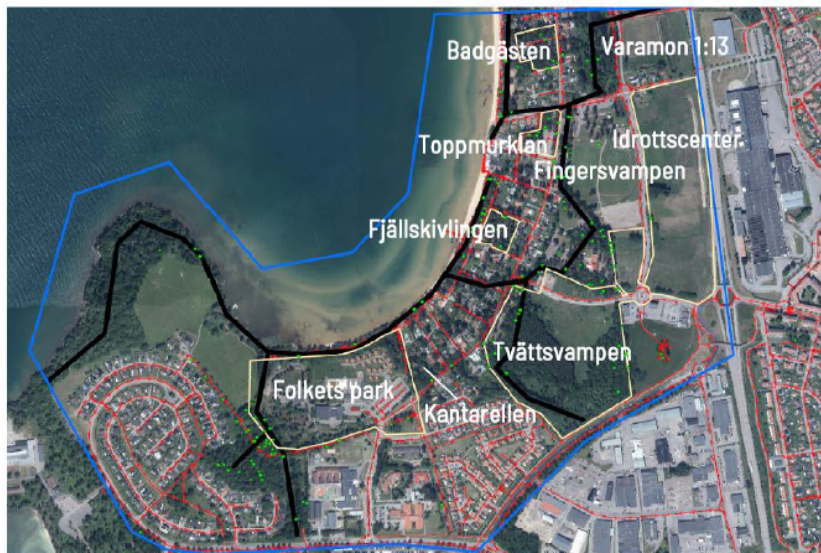 Badgästen
Varamon 1:13
Toppmurklan
Idrottscenter
Fingersvampen
Fjällskivlingen
Tvättsvampen
Folkets park
Kantarellen